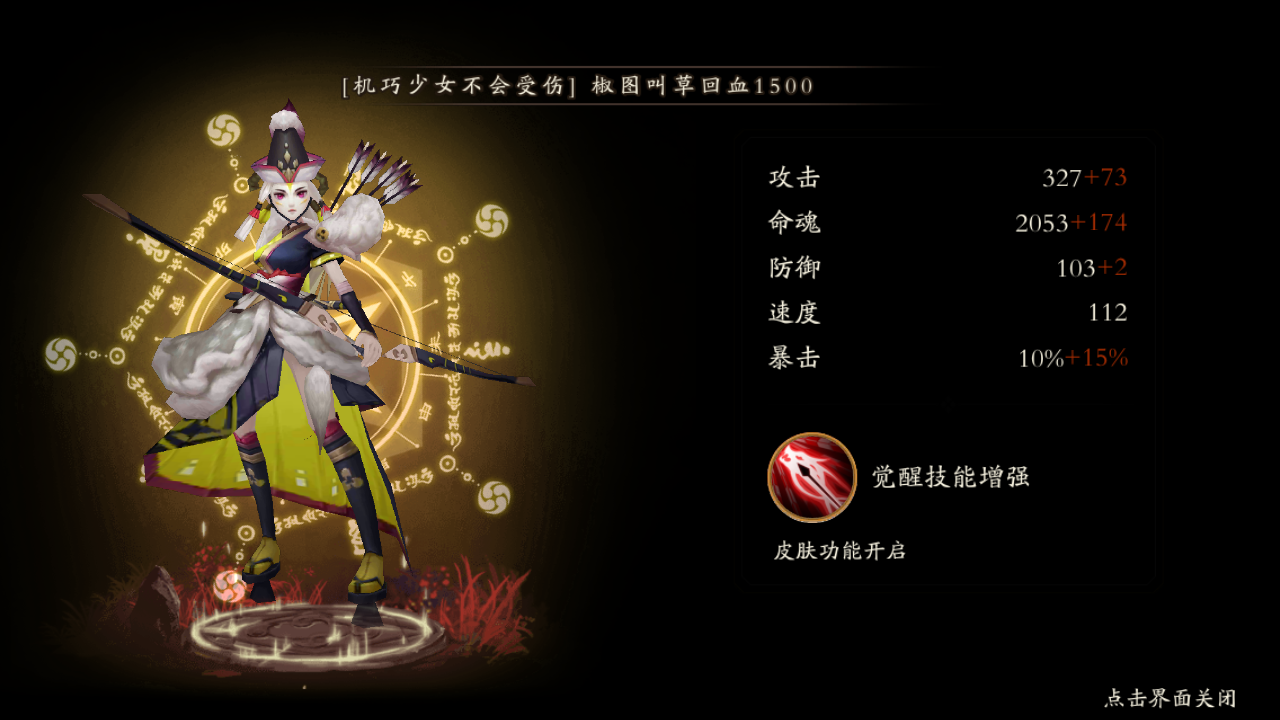 [机巧少女不会受伤] 椒图叫草回血1500
攻击 327+73
命魂 2053+174
防御 103+2
速度 112
暴击 10%+15%
觉醒技能增强
皮肤功能开启
点击界面关闭